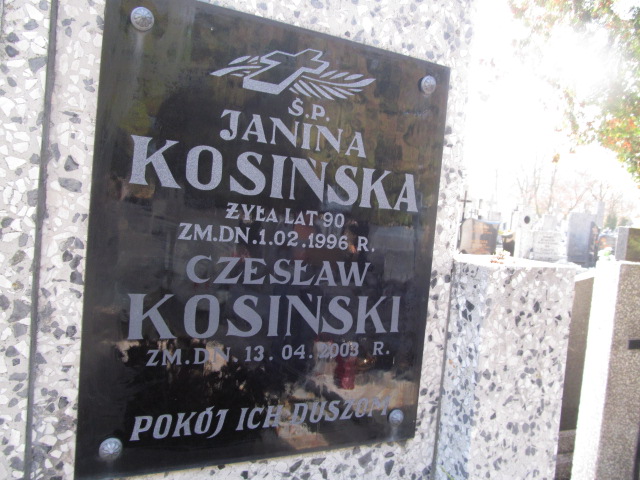 Ś.P.
JANINA
KOSIŃSKA
ŻYŁA LAT 90
ZM.DN.1.02.1996 R.
CZESŁAW
KOSIŃSKI
ZM.DN. 13.04.2003 R.
POKÓJ ICH DUSZOM